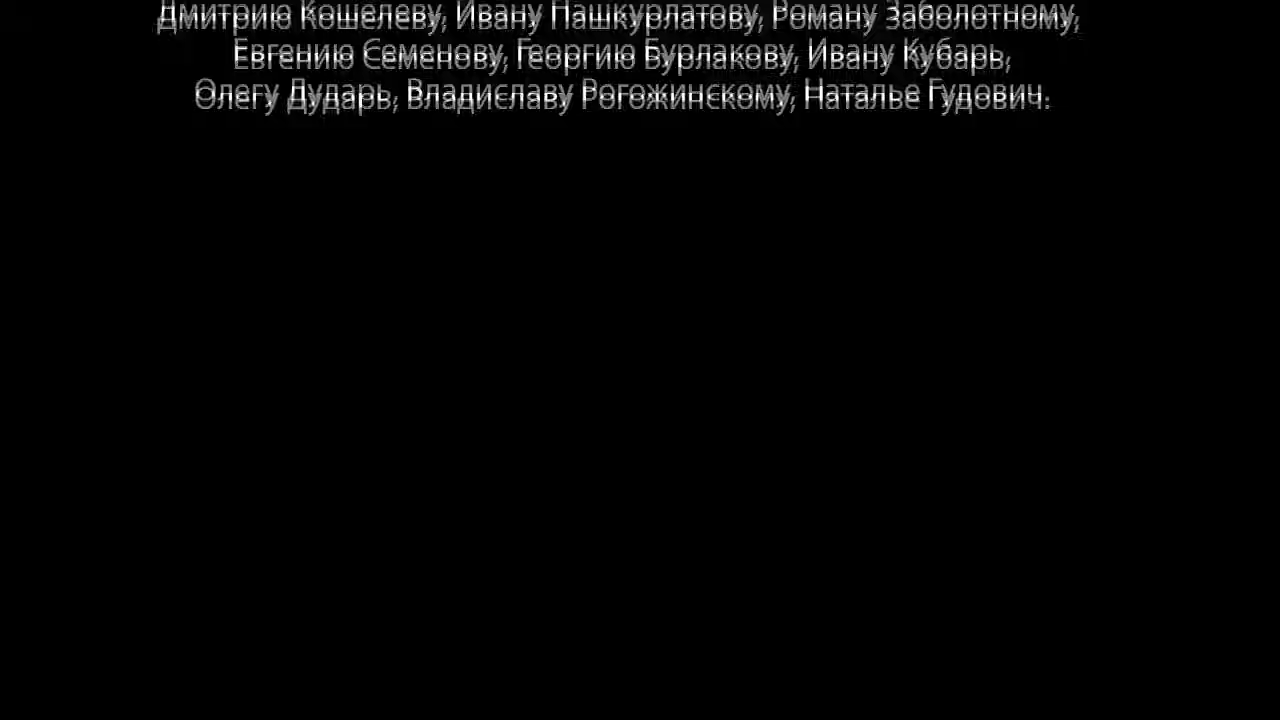 Дмитрию Кошелеву, Ивану Пашкурлатову, Роману Заболотному,
Евгению Семенову, Георгию Бурлакову, Ивану Кубарь,
Олегу Дударь, Владиславу Рогожинскому, Наталье Гудович.